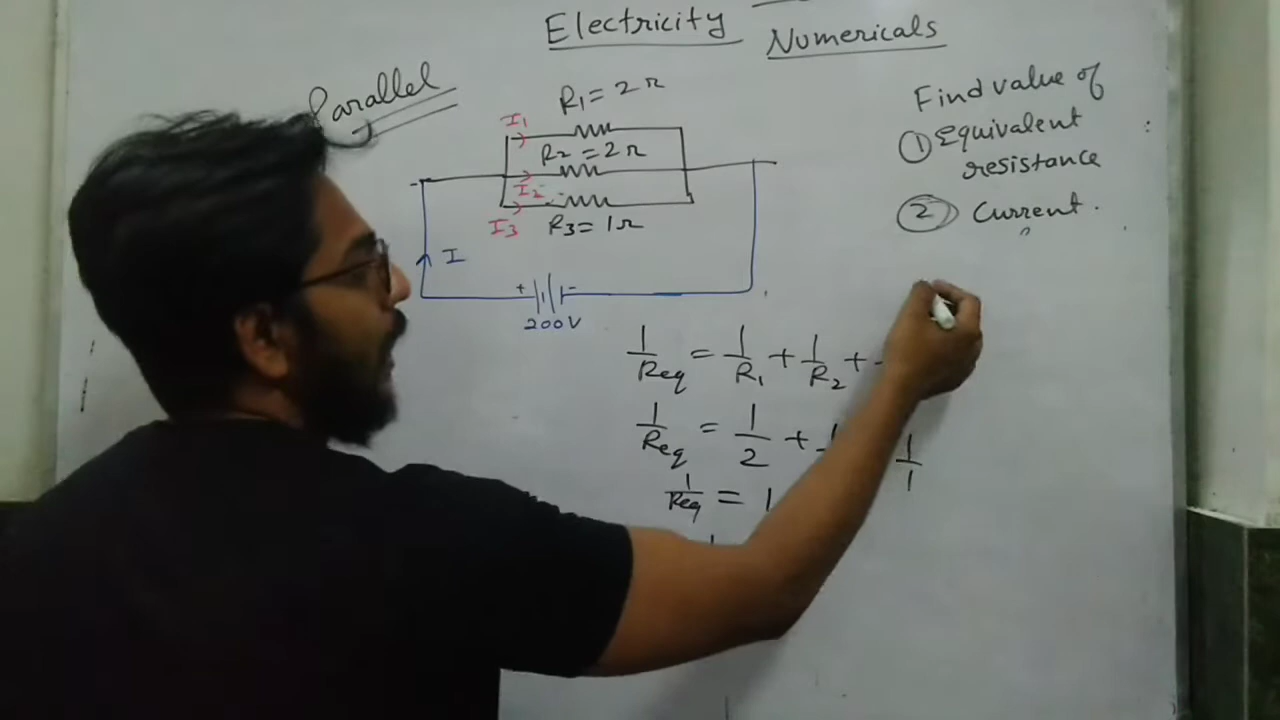 Electricity
Numericals
Parallel
R1 = 2Ω
I1
R2 = 2Ω
I2
I3
R3 = 1Ω
I
+ -
200V
Find value of
① Equivalent
resistance
② Current.
1/Req = 1/R1 + 1/R2 +
1/Req = 1/2 + 1/1
1/Req = 1